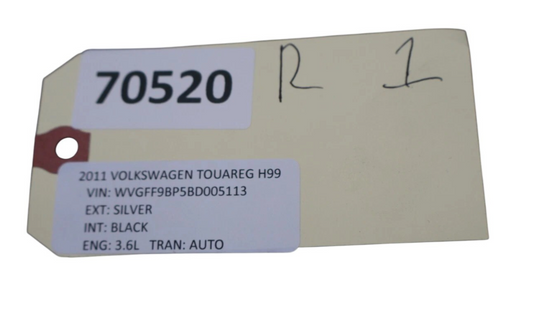 70520 R 1
2011 VOLKSWAGEN TOUAREG H99
VIN: WVGFF9BP5BD005113
EXT: SILVER
INT: BLACK
ENG: 3.6L TRAN: AUTO